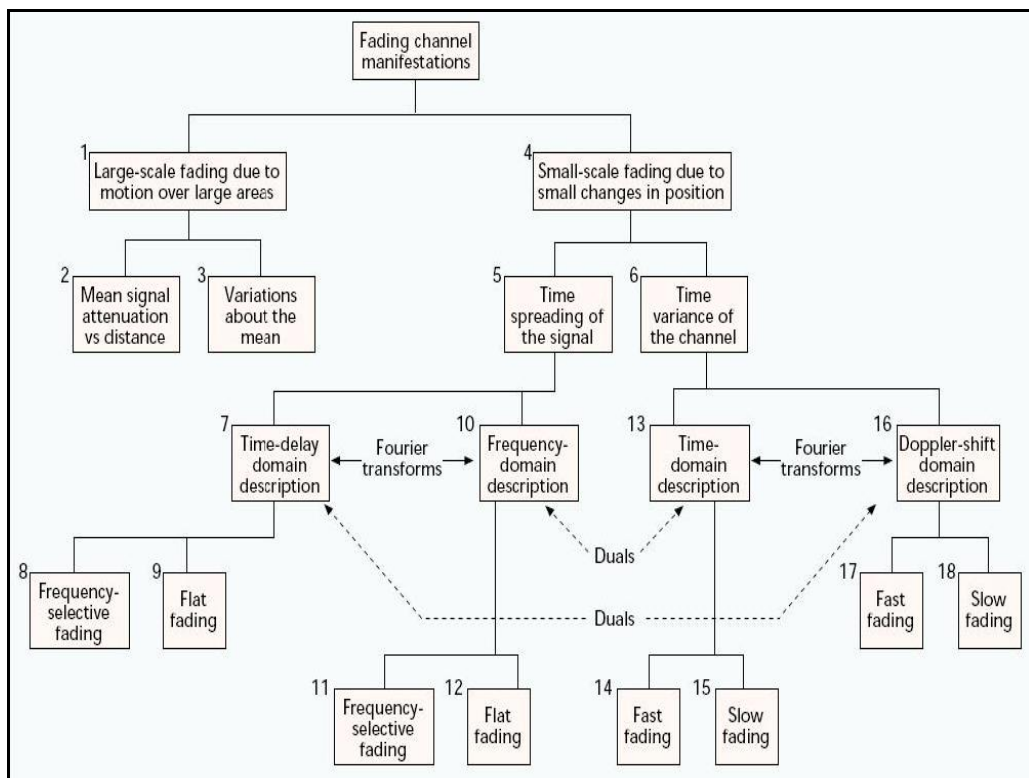 Fading channel
manifestations
1
Large-scale fading due to
motion over large areas
4
Small-scale fading due to
small changes in position
2
Mean signal
attenuation
vs distance
3
Variations
about the
mean
5
Time
spreading of
the signal
6
Time
variance of
the channel
7
Time-delay
domain
description
Fourier
transforms
10
Frequency-
domain
description
13
Time-
domain
description
Fourier
transforms
16
Doppler-shift
domain
description
Duals
Duals
8
Frequency-
selective
fading
9
Flat
fading
17
Fast
fading
18
Slow
fading
11
Frequency-
selective
fading
12
Flat
fading
14
Fast
fading
15
Slow
fading